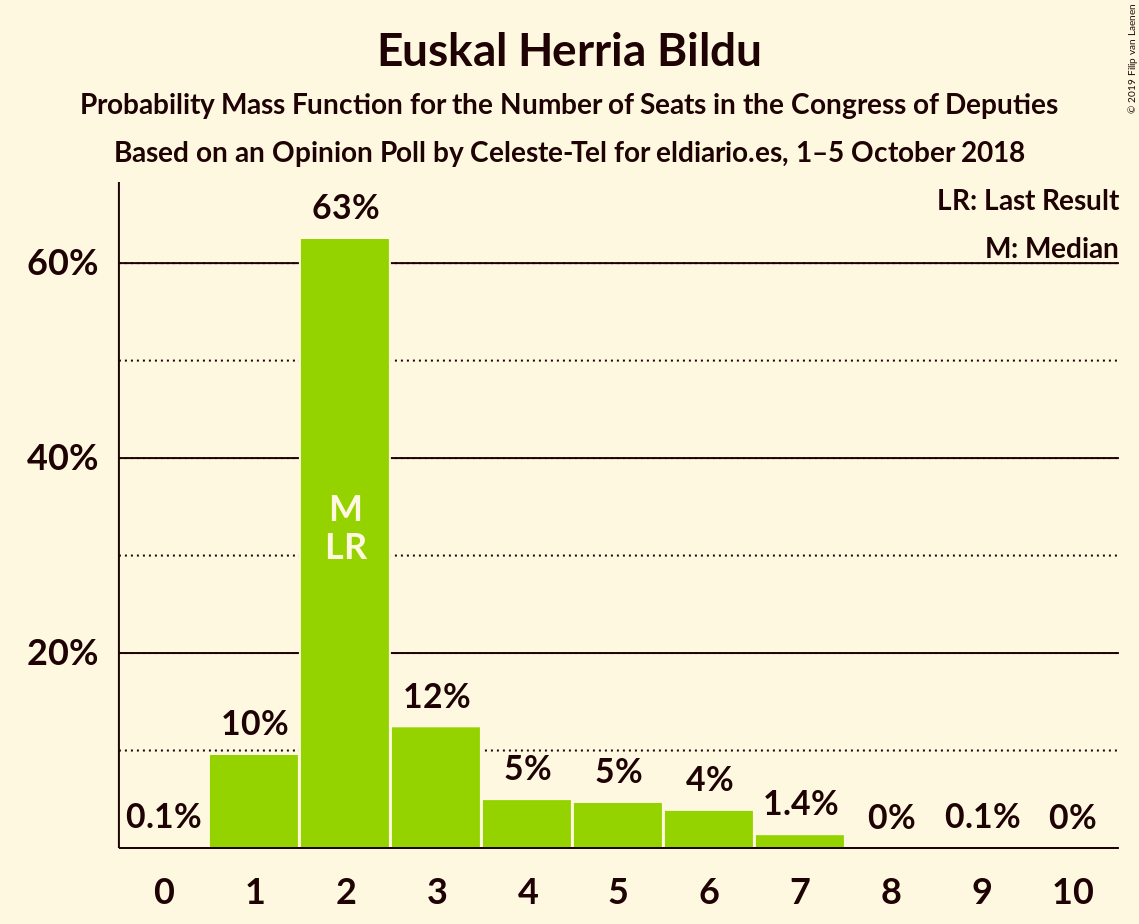 Euskal Herria Bildu
Probability Mass Function for the Number of Seats in the Congress of Deputies
Based on an Opinion Poll by Celeste-Tel for eldiario.es, 1–5 October 2018
© 2019 Filip van Laenen
LR: Last Result
M: Median
60%
40%
20%
0.1%
10%
63%
12%
5%
5%
4%
1.4%
0%
0.1%
0%
M
LR
0 1 2 3 4 5 6 7 8 9 10